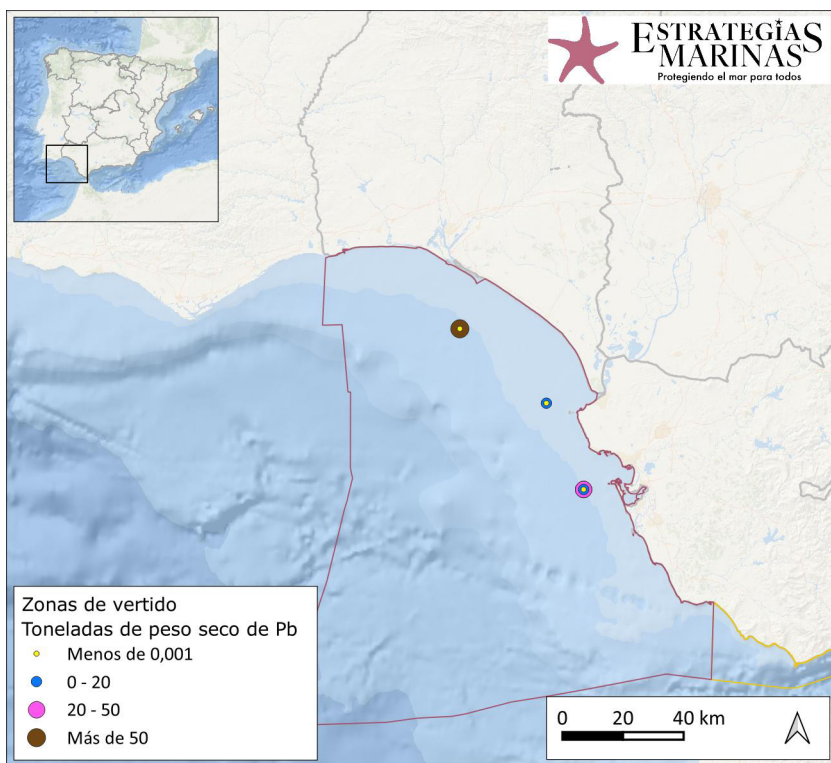 ESTRATEGIAS
MARINAS
Protegiendo el mar para todos
Zonas de vertido
Toneladas de peso seco de Pb
Menos de 0,001
0 - 20
20 - 50
Más de 50
0 20 40 km